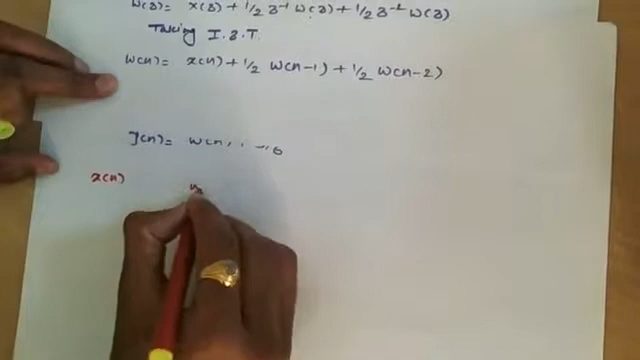 W(z) = x(z) + 1/2 z⁻¹ W(z) + 1/2 z⁻² W(z)
Taking I.Z.T.
W(n) = x(n) + 1/2 W(n-1) + 1/2 W(n-2)
y(n) = W(n
x(n)